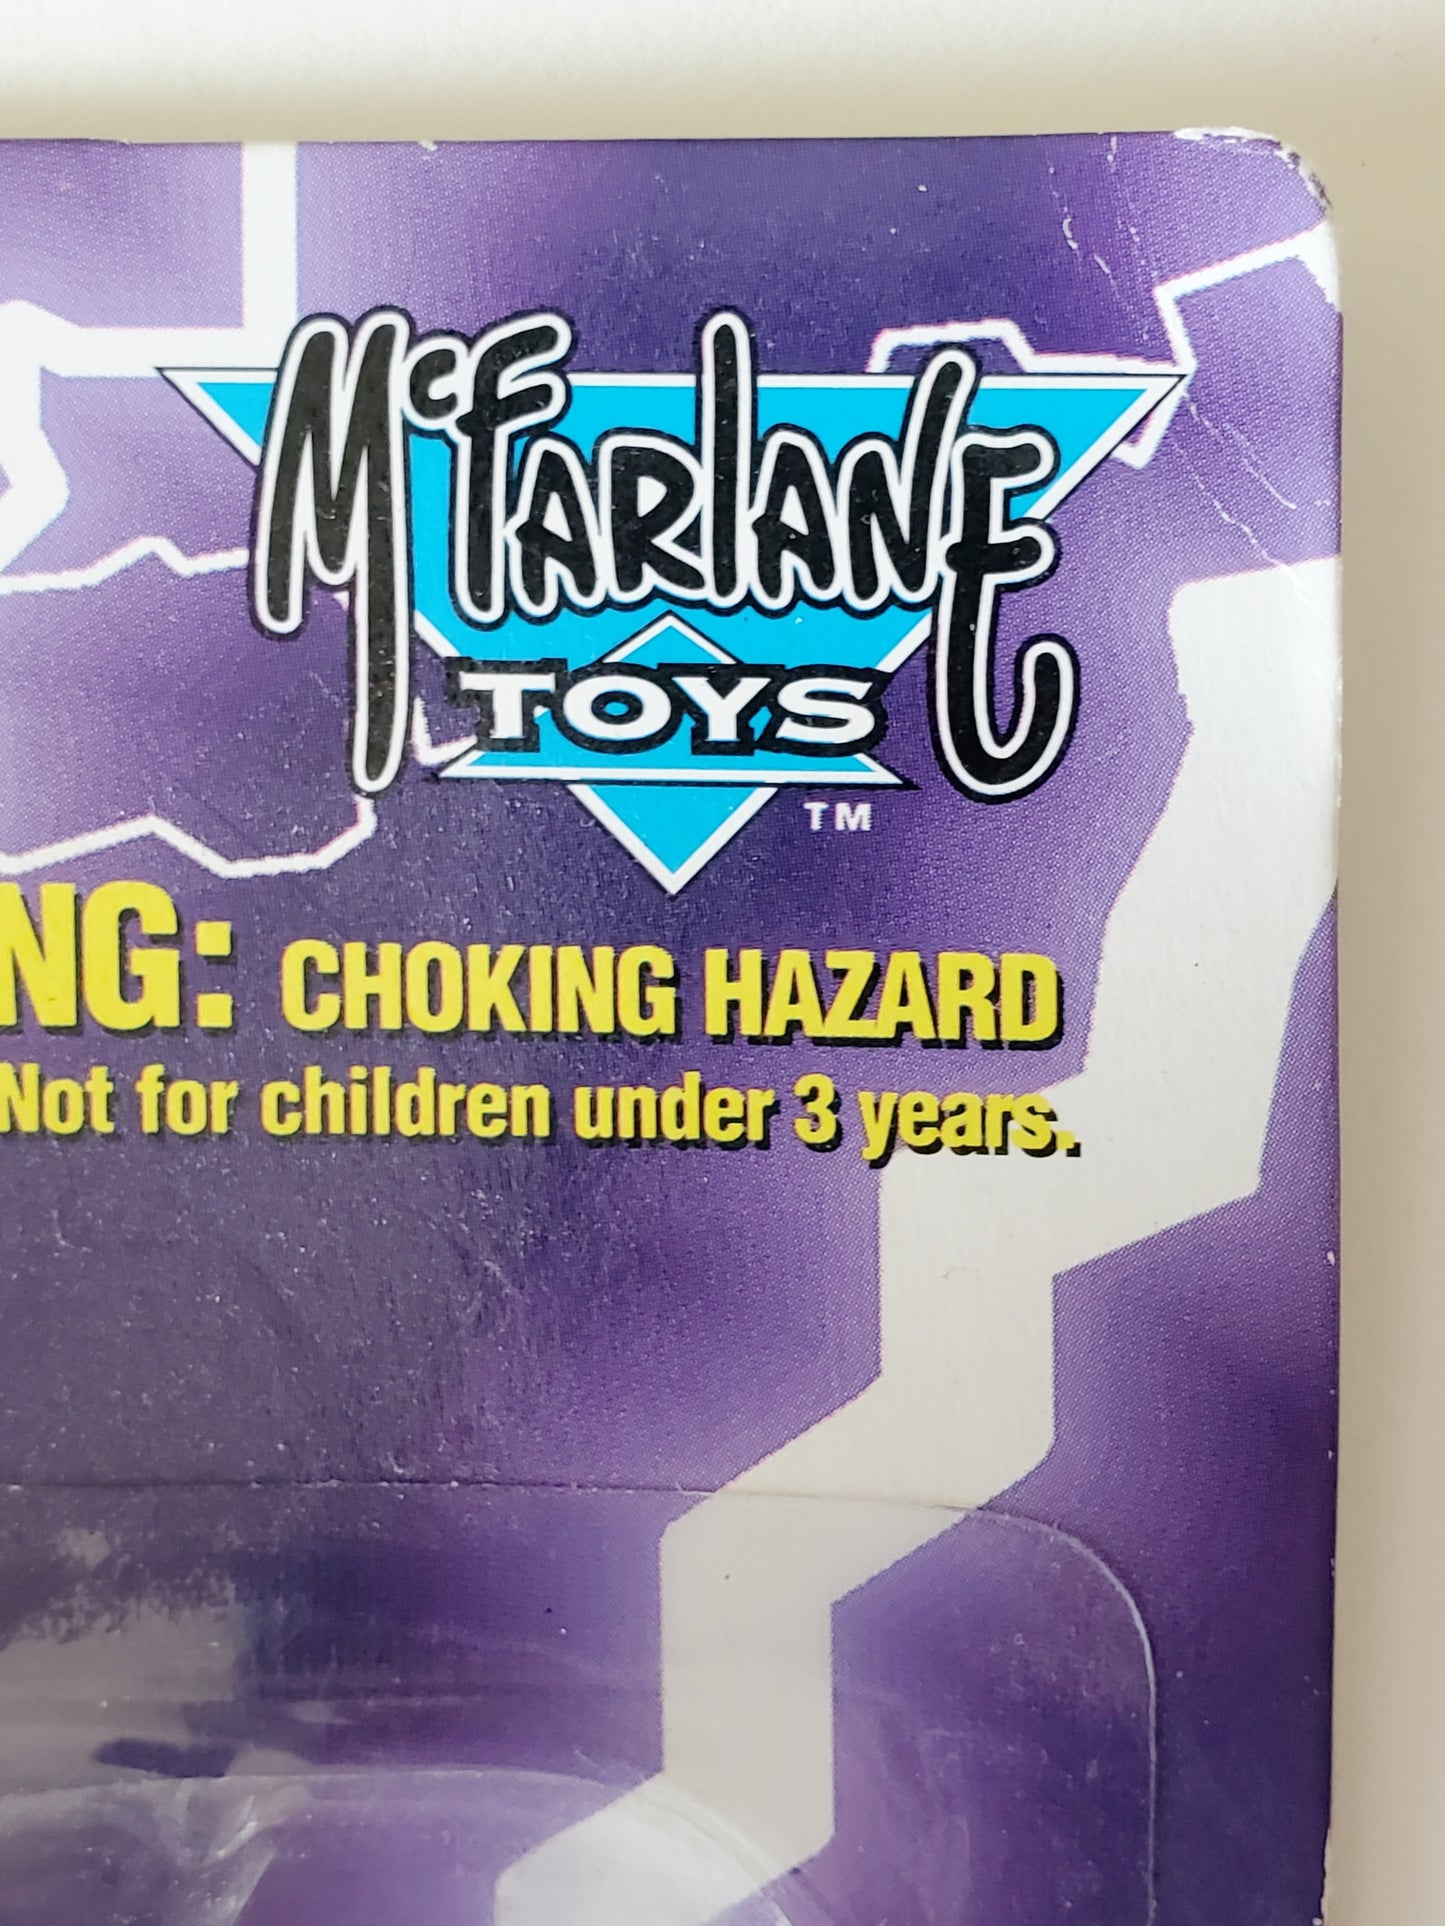 McFARLANE
TOYS
TM
NG: CHOKING HAZARD
Not for children under 3 years.